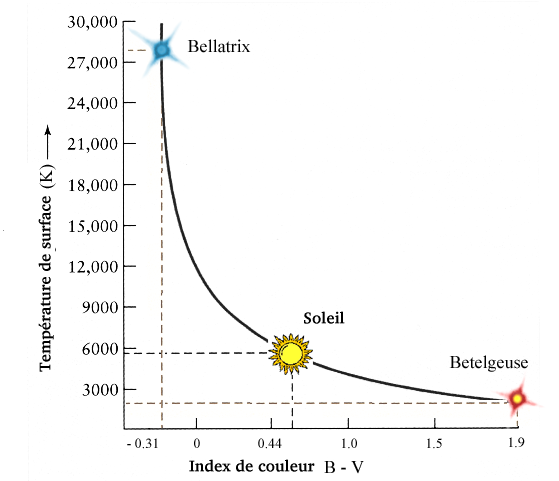 30,000
27,000
24,000
21,000
18,000
15,000
12,000
9000
6000
3000
Température de surface (K)
Bellatrix
Soleil
Betelgeuse
- 0.31 0 0.44 1.0 1.5 1.9
Index de couleur B - V